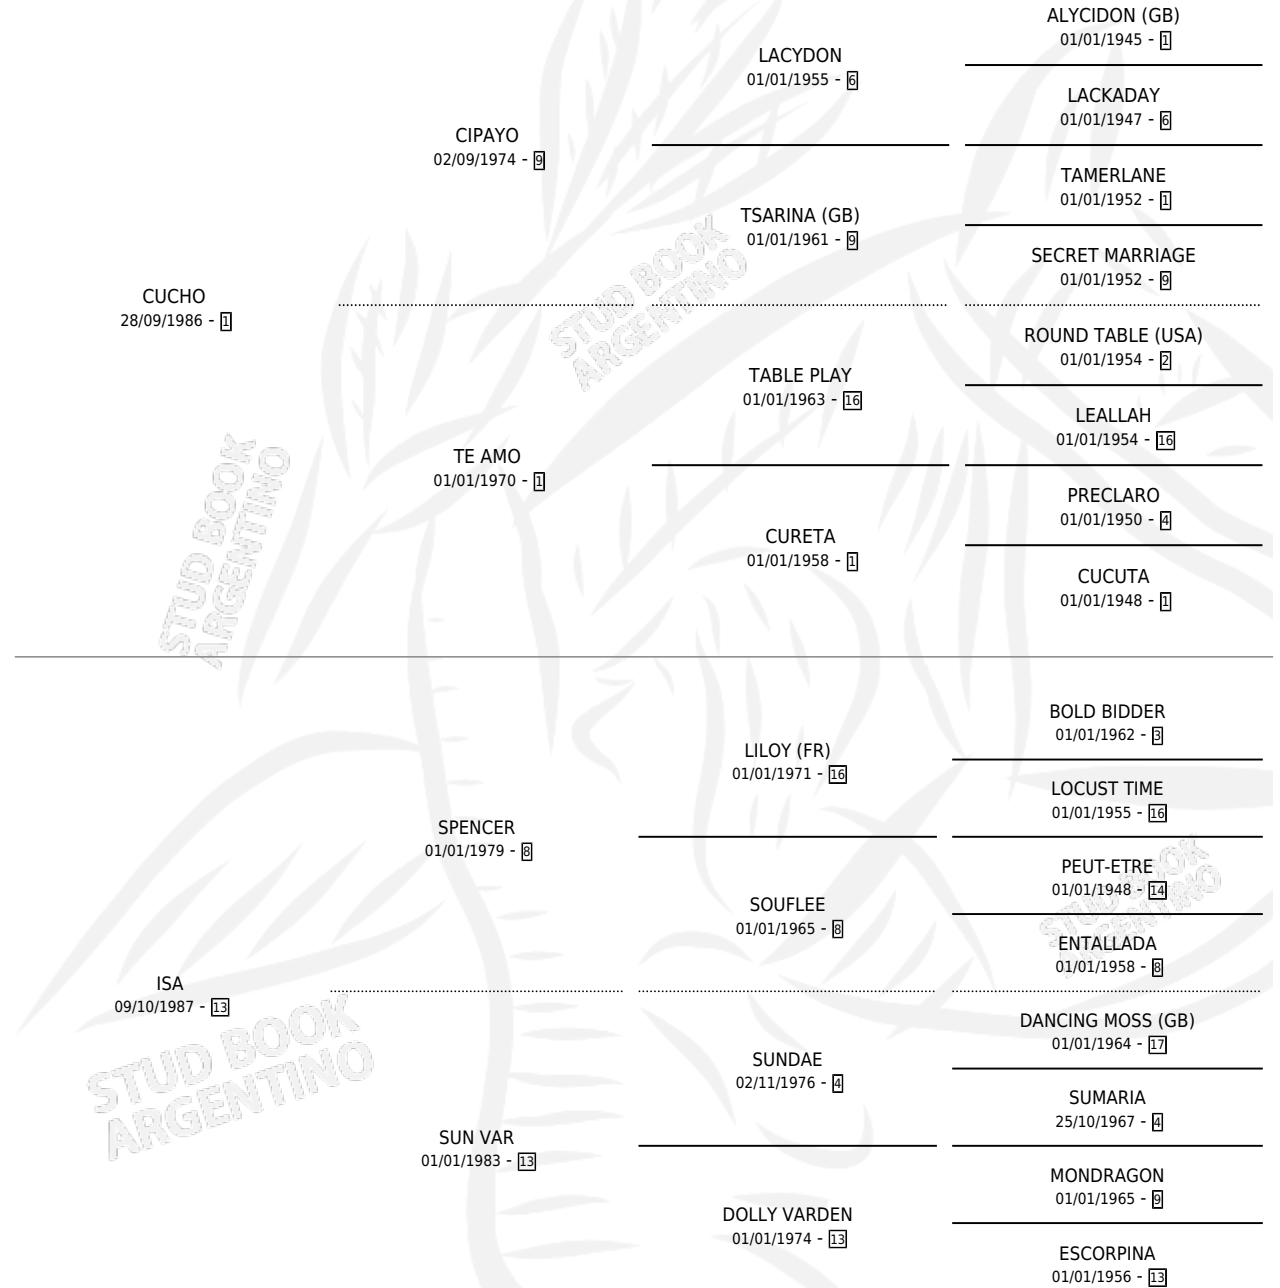 ALYCIDON (GB)
01/01/1945 - 1
LACYDON
01/01/1955 - 6
LACKADAY
01/01/1947 - 6
CIPAYO
02/09/1974 - 9
TAMERLANE
01/01/1952 - 1
TSARINA (GB)
01/01/1961 - 9
SECRET MARRIAGE
01/01/1952 - 9
CUCHO
28/09/1986 - 1
ROUND TABLE (USA)
01/01/1954 - 2
TABLE PLAY
01/01/1963 - 16
LEALLAH
01/01/1954 - 16
TE AMO
01/01/1970 - 1
PRECLARO
01/01/1950 - 4
CURETA
01/01/1958 - 1
CUCUTA
01/01/1948 - 1
BOLD BIDDER
01/01/1962 - 3
LILOY (FR)
01/01/1971 - 16
LOCUST TIME
01/01/1955 - 16
SPENCER
01/01/1979 - 8
PEUT-ETRE
01/01/1948 - 14
SOUFLEE
01/01/1965 - 8
ENTALLADA
01/01/1958 - 8
ISA
09/10/1987 - 13
DANCING MOSS (GB)
01/01/1964 - 17
SUNDAE
02/11/1976 - 4
SUMARIA
25/10/1967 - 4
SUN VAR
01/01/1983 - 13
MONDRAGON
01/01/1965 - 9
DOLLY VARDEN
01/01/1974 - 13
ESCORPINA
01/01/1956 - 13
STUD BOOK
ARGENTINO
STUD BOOK
ARGENTINO
STUD BOOK
ARGENTINO
STUD BOOK
ARGENTINO